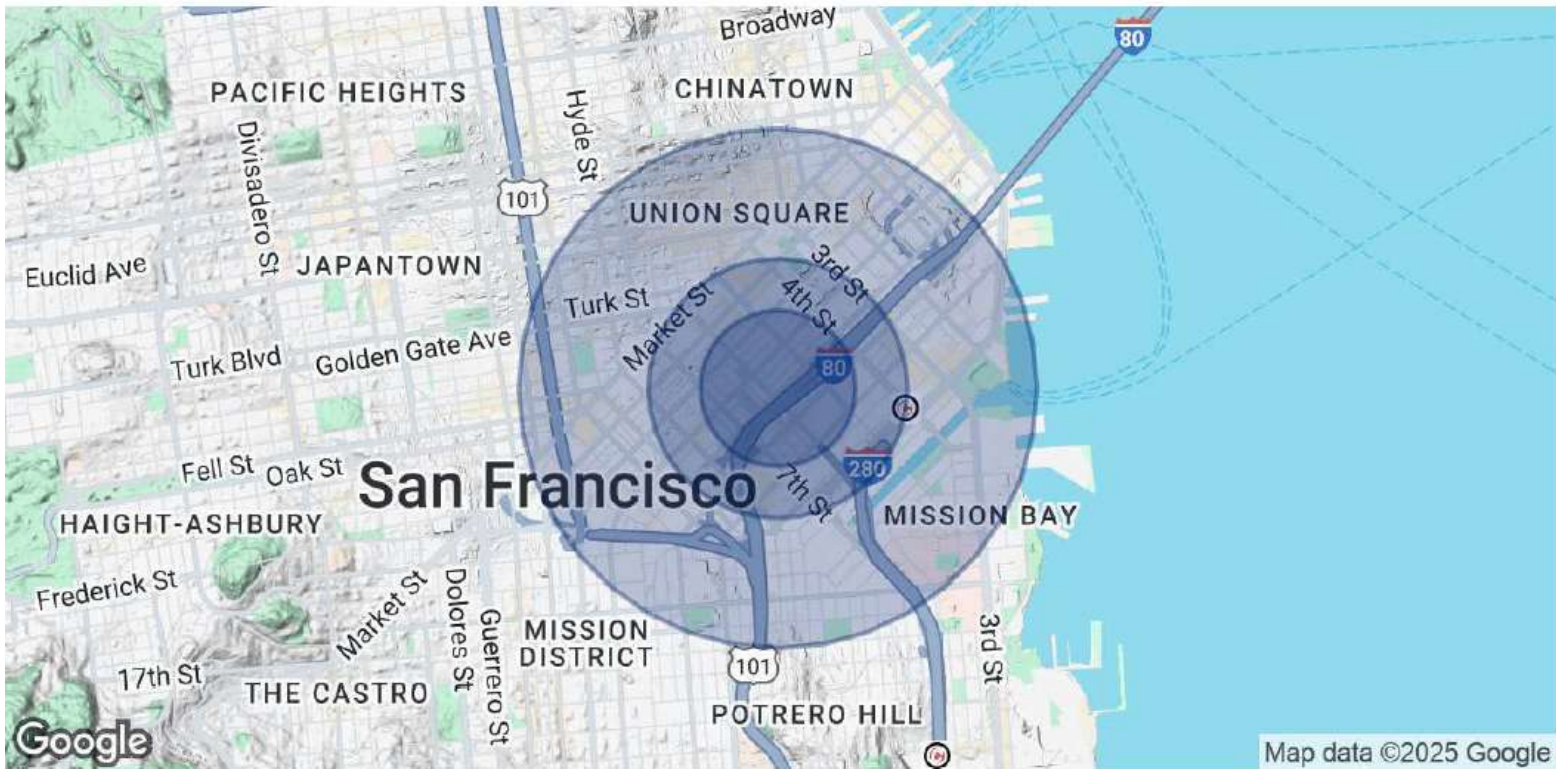 Broadway
80
PACIFIC HEIGHTS
CHINATOWN
Hyde St
Divisadero St
101
UNION SQUARE
Euclid Ave
JAPANTOWN
3rd St
4th St
Turk St
Market St
Turk Blvd
Golden Gate Ave
80
Fell St
Oak St
San Francisco
280
7th St
HAIGHT-ASHBURY
MISSION BAY
Frederick St
Market St
Dolores St
Guerrero St
MISSION
DISTRICT
3rd St
17th St
THE CASTRO
101
POTRERO HILL
Google
Map data ©2025 Google